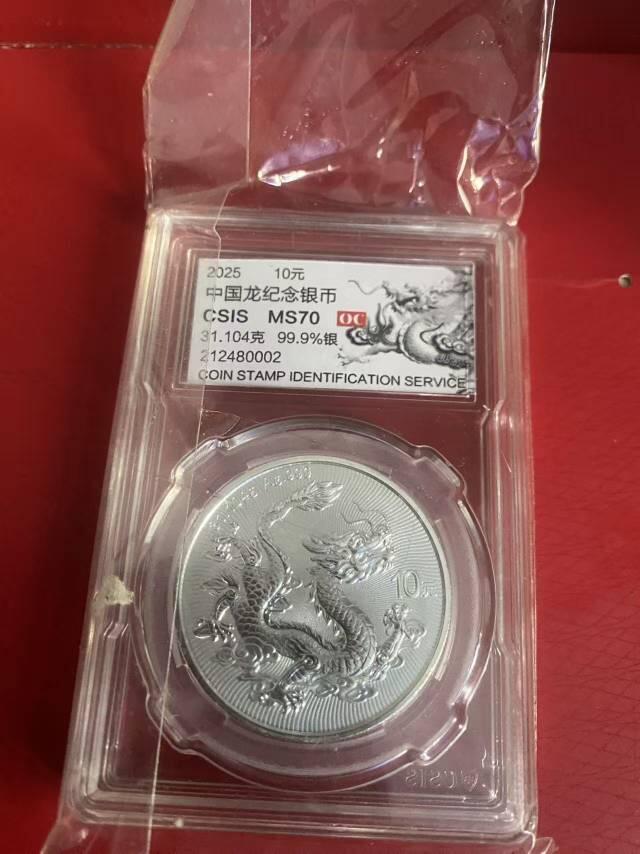 2025 10元
中国龙纪念银币
CSIS MS70 OC
31.104克 99.9%银
212480002
COIN STAMP IDENTIFICATION SERVICE
10元